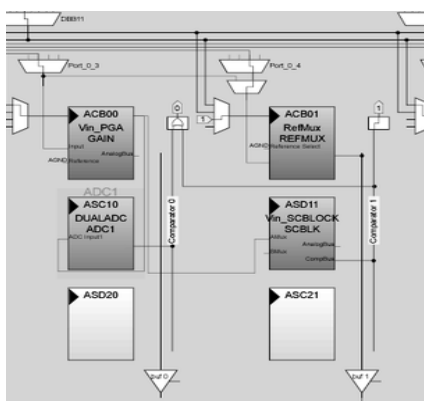 DBB11
Port_0_3
Port_0_4
0
1
1
ACB00
Vin_PGA
GAIN
Input
AGND Reference
AnalogBus
ACB01
RefMux
REFMUX
AGND Reference Select
ADC1
ASC10
DUALADC
ADC1
ADC Input1
Comparator 0
ASD11
Vin_SCBLOCK
SCBLK
AMux
BMux
AnalogBus
CompBus
Comparator 1
ASD20
ASC21
buf 0
buf 1